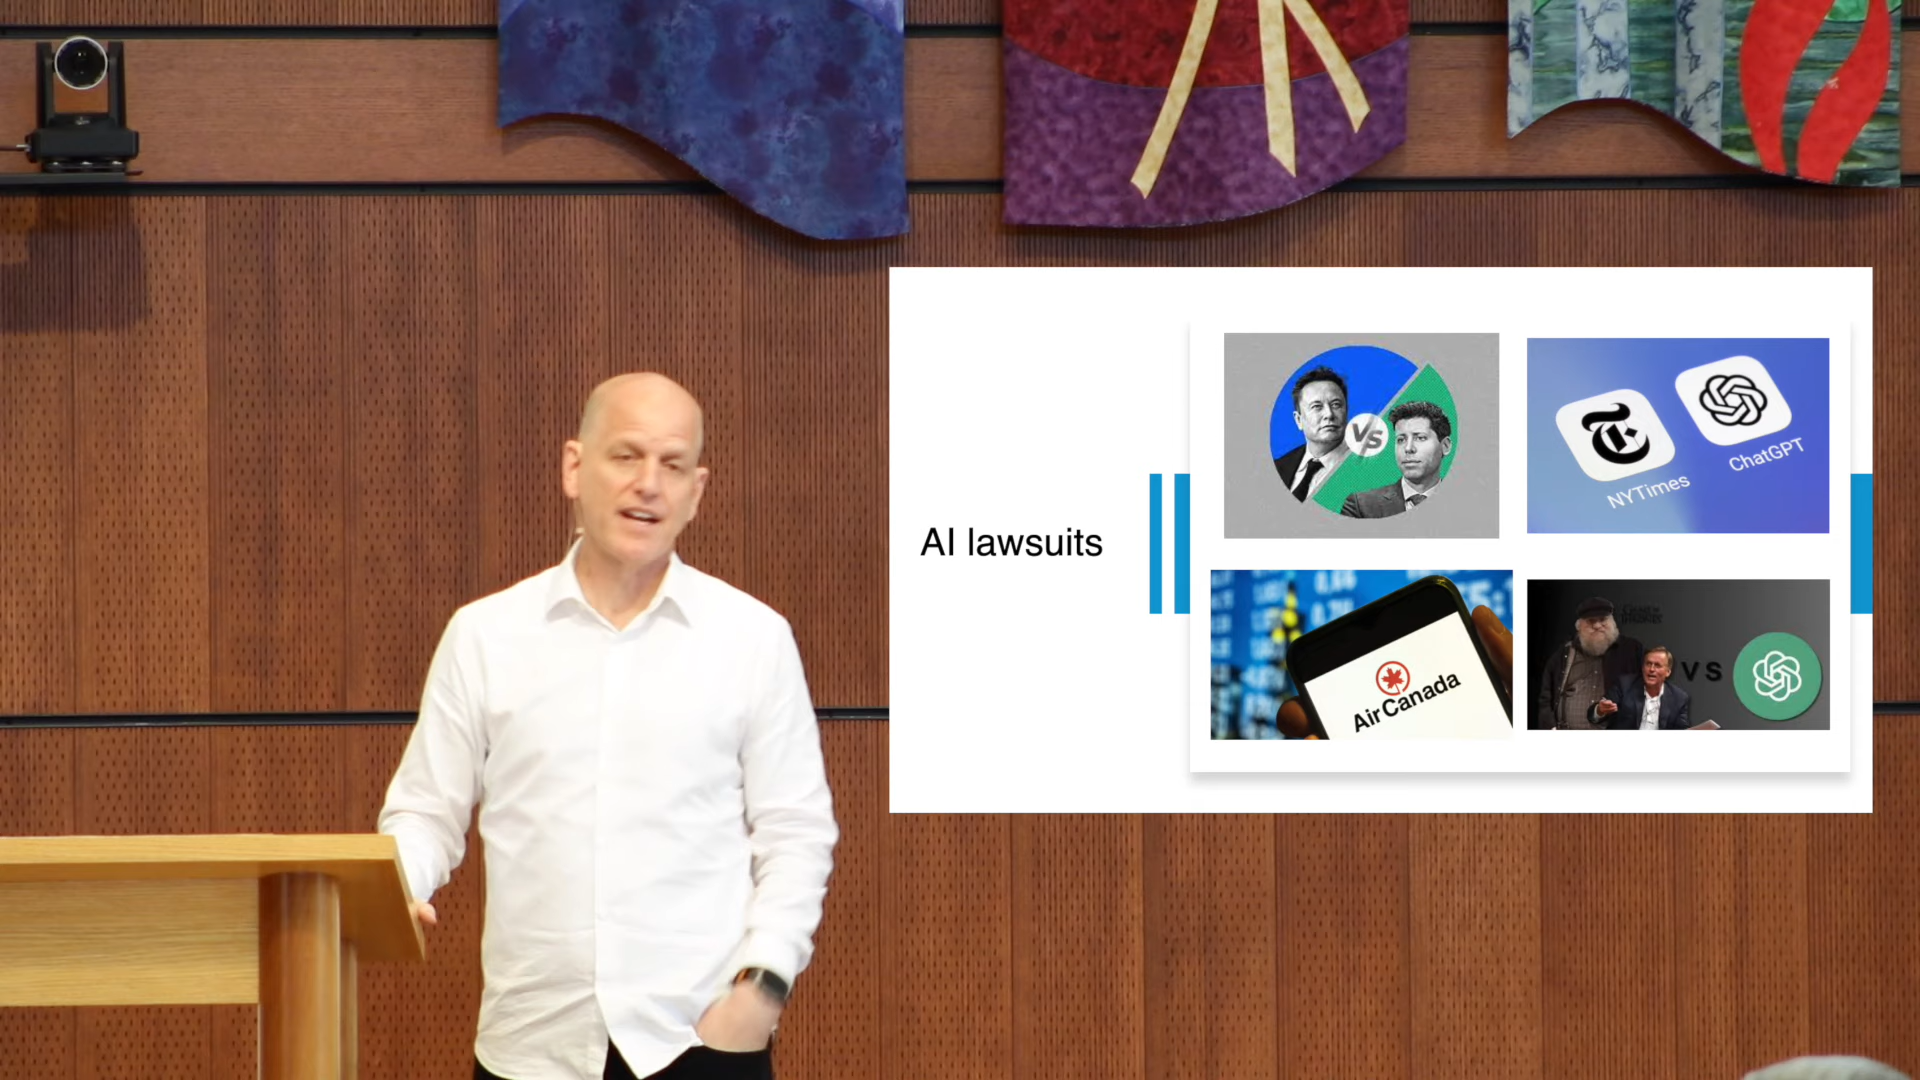 AI lawsuits
VS
NYTimes
ChatGPT
Air Canada
VS